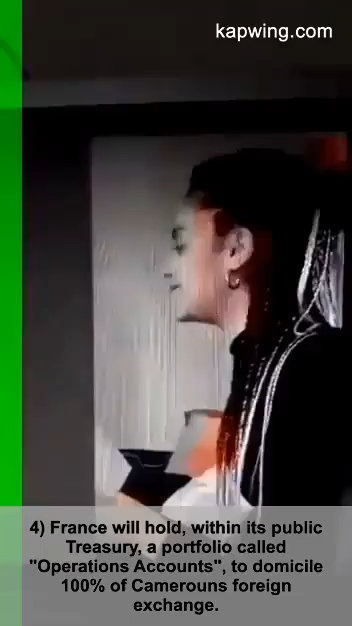 kapwing.com
4) France will hold, within its public
Treasury, a portfolio called
"Operations Accounts", to domicile
100% of Camerouns foreign
exchange.